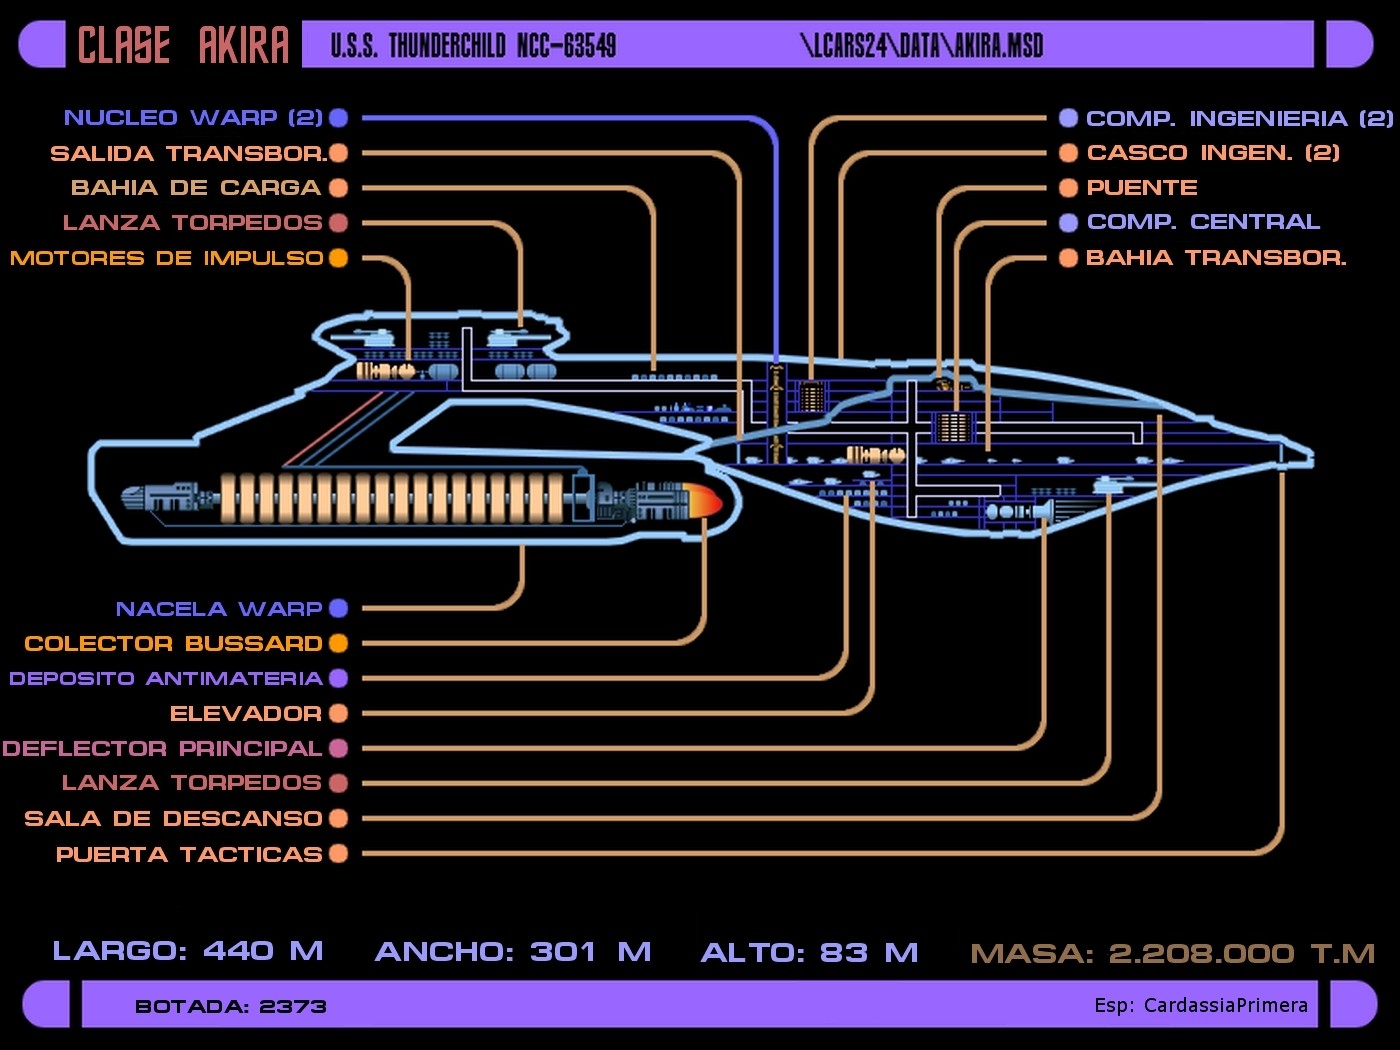 CLASE AKIRA
U.S.S. THUNDERCHILD NCC-63549
\LCARS24\DATA\AKIRA.MSD
NUCLEO WARP (2)
SALIDA TRANSBOR.
BAHIA DE CARGA
LANZA TORPEDOS
MOTORES DE IMPULSO
COMP. INGENIERIA (2)
CASCO INGEN. (2)
PUENTE
COMP. CENTRAL
BAHIA TRANSBOR.
NACELA WARP
COLECTOR BUSSARD
DEPOSITO ANTIMATERIA
ELEVADOR
DEFLECTOR PRINCIPAL
LANZA TORPEDOS
SALA DE DESCANSO
PUERTA TACTICAS
LARGO: 440 M
ANCHO: 301 M
ALTO: 83 M
MASA: 2.208.000 T.M
BOTADA: 2373
Esp: CardassiaPrimera